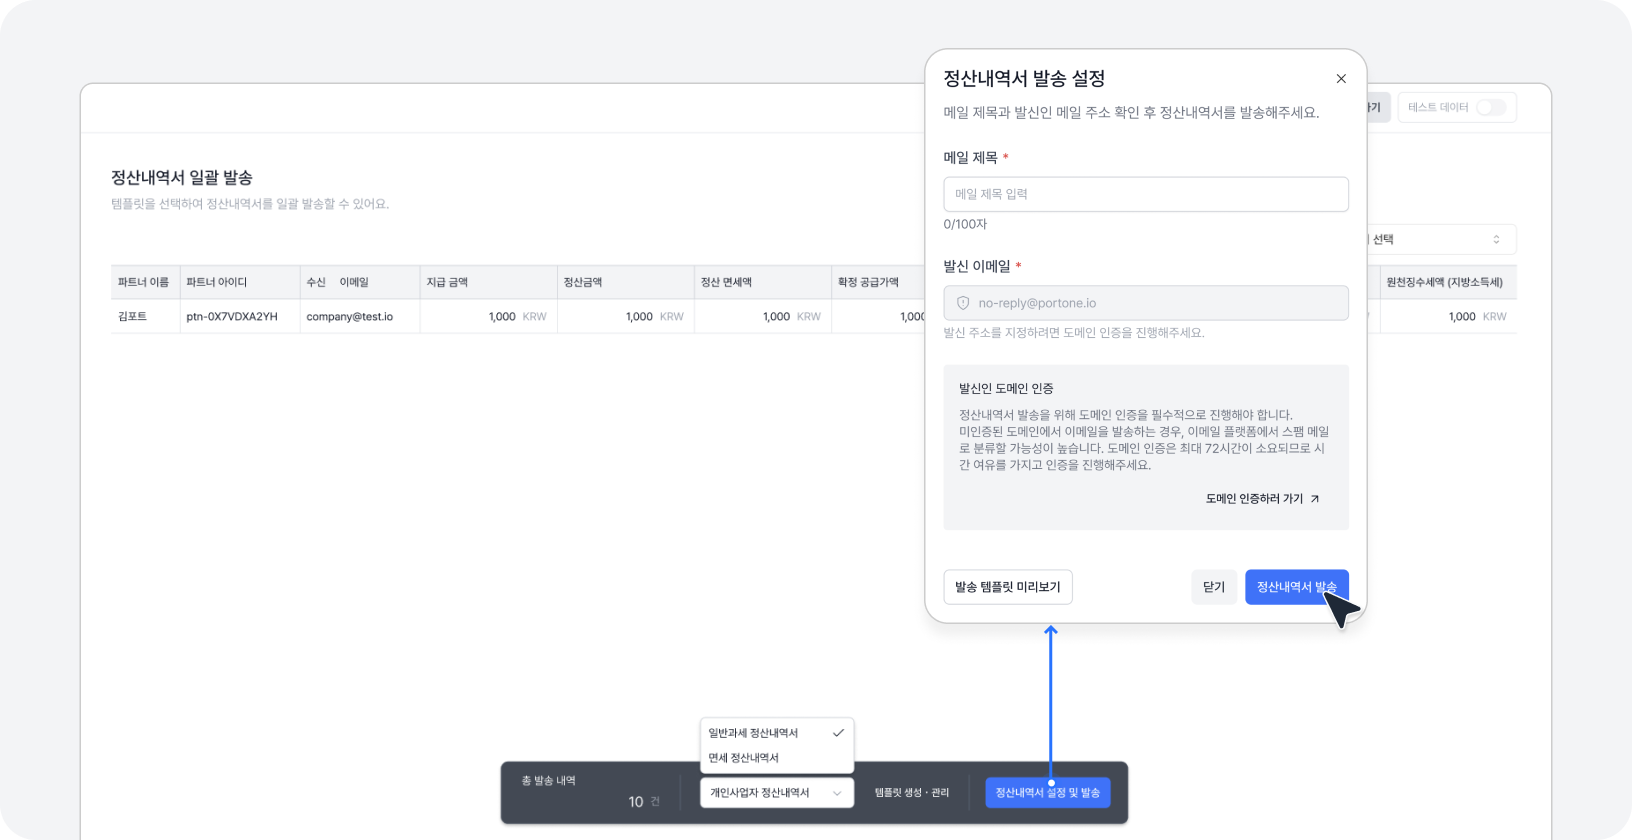 정산내역서 발송 설정
메일 제목과 발신인 메일 주소 확인 후 정산내역서를 발송해주세요.
메일 제목 *
메일 제목 입력
0/100자
발신 이메일 *
no-reply@portone.io
발신 주소를 지정하려면 도메인 인증을 진행해주세요.
발신인 도메인 인증
정산내역서 발송을 위해 도메인 인증을 필수적으로 진행해야 합니다.
미인증된 도메인에서 이메일을 발송하는 경우, 이메일 플랫폼에서 스팸 메일
로 분류할 가능성이 높습니다. 도메인 인증은 최대 72시간이 소요되므로 시
간 여유를 가지고 인증을 진행해주세요.
도메인 인증하러 가기
발송 템플릿 미리보기
닫기
정산내역서 발송
가기
테스트 데이터
정산내역서 일괄 발송
템플릿을 선택하여 정산내역서를 일괄 발송할 수 있어요.
선택
파트너 이름 파트너 아이디 수신 이메일 지급 금액 정산금액 정산 면세액 확정 공급가액 원천징수세액 (지방소득세)
김포트 ptn-0X7VDXA2YH company@test.io 1,000 KRW 1,000 KRW 1,000 KRW 1,000 1,000 KRW
일반과세 정산내역서
면세 정산내역서
총 발송 내역
10 건
개인사업자 정산내역서
템플릿 생성・관리
정산내역서 설정 및 발송